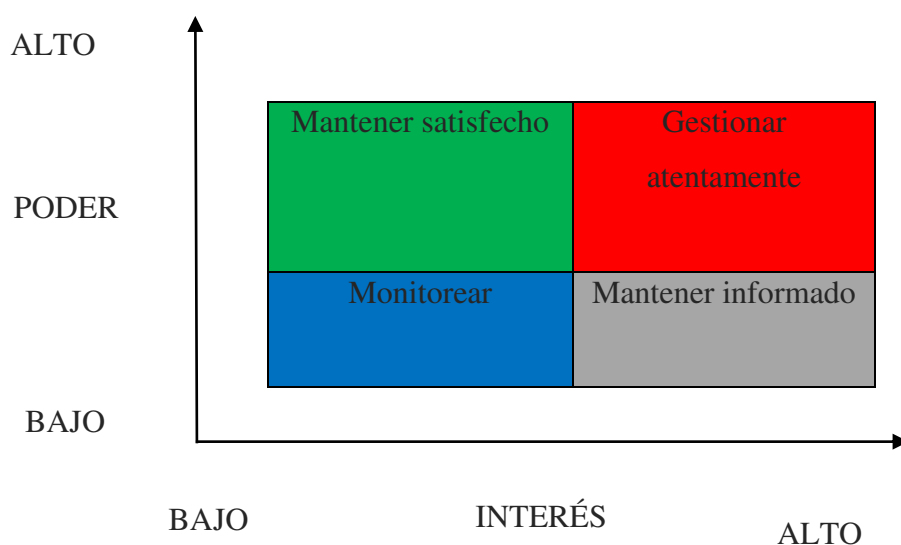 ALTO
Mantener satisfecho
Gestionar
atentamente
PODER
Monitorear
Mantener informado
BAJO
BAJO
INTERÉS
ALTO